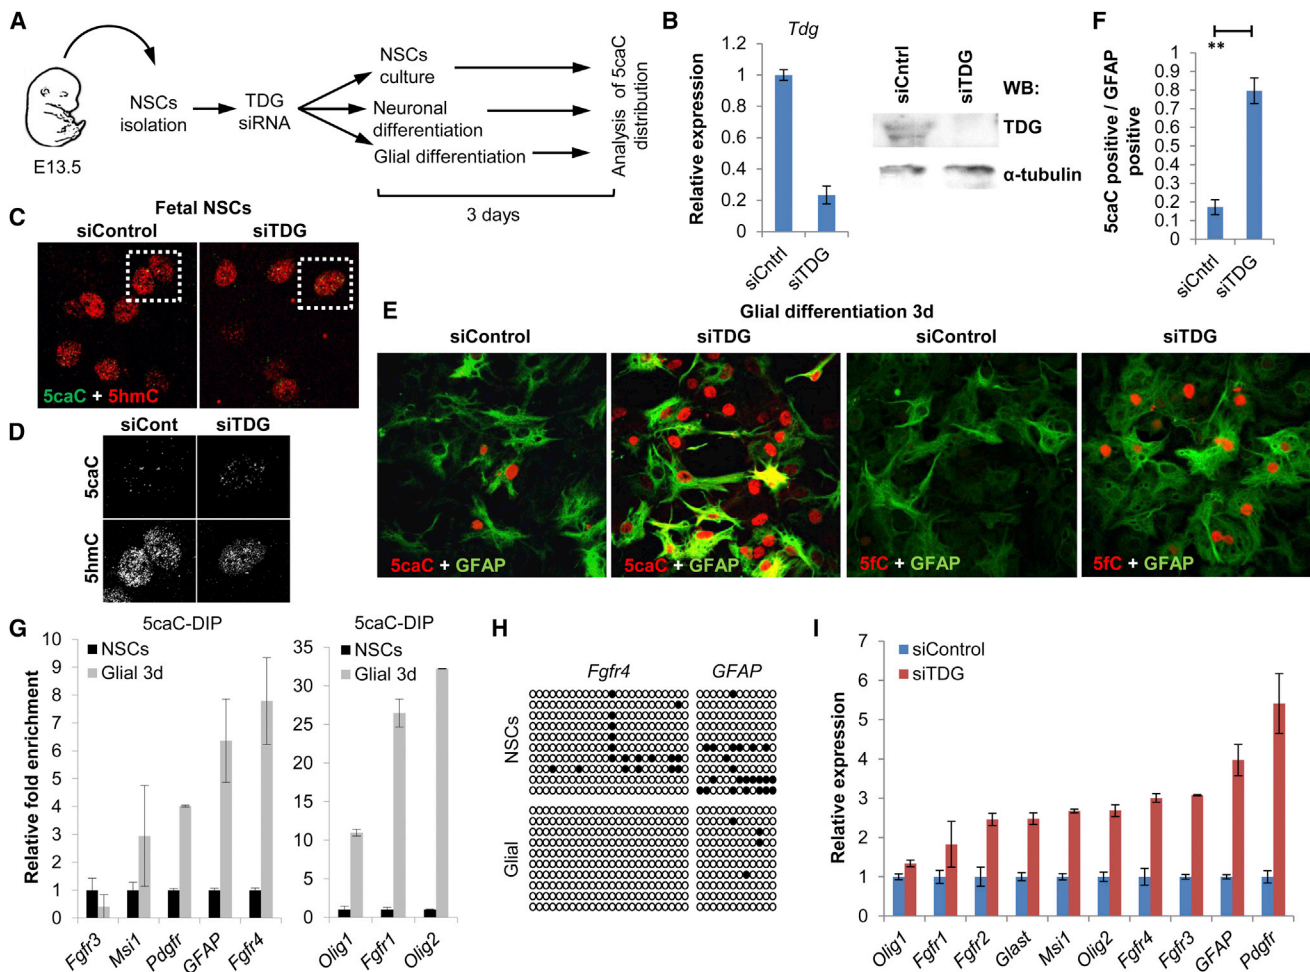 A
E13.5
NSCs
isolation
TDG
siRNA
NSCs
culture
Neuronal
differentiation
Glial differentiation
3 days
Analysis of 5caC
distribution
B
Tdg
Relative expression
1.2
1
0.8
0.6
0.4
0.2
0
siCntrl
siTDG
siCntrl
siTDG
WB:
TDG
α-tubulin
F
**
5caC positive / GFAP
positive
1
0.9
0.8
0.7
0.6
0.5
0.4
0.3
0.2
0.1
0
siCntrl
siTDG
C
Fetal NSCs
siControl
siTDG
5caC + 5hmC
D
siCont
siTDG
5caC
5hmC
E
Glial differentiation 3d
siControl
siTDG
siControl
siTDG
5caC + GFAP
5caC + GFAP
5fC + GFAP
5fC + GFAP
G
5caC-DIP
NSCs
Glial 3d
Relative fold enrichment
10
9
8
7
6
5
4
3
2
1
0
Fgfr3
Msi1
Pdgfr
GFAP
Fgfr4
5caC-DIP
NSCs
Glial 3d
35
30
25
20
15
10
5
0
Olig1
Fgfr1
Olig2
H
Fgfr4
GFAP
NSCs
Glial
I
siControl
siTDG
Relative expression
7
6
5
4
3
2
1
0
Olig1
Fgfr1
Fgfr2
Glast
Msi1
Olig2
Fgfr4
Fgfr3
GFAP
Pdgfr